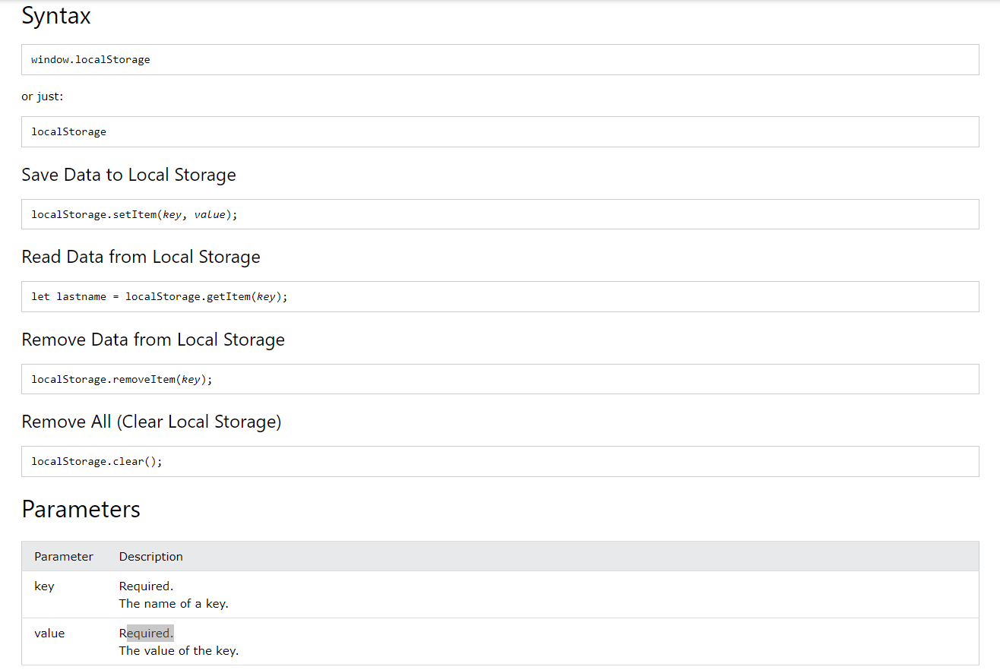 Syntax
window.localStorage
or just:
localStorage
Save Data to Local Storage
localStorage.setItem(key, value);
Read Data from Local Storage
let lastname = localStorage.getItem(key);
Remove Data from Local Storage
localStorage.removeItem(key);
Remove All (Clear Local Storage)
localStorage.clear();
Parameters
Parameter Description
key Required.
The name of a key.
value Required.
The value of the key.